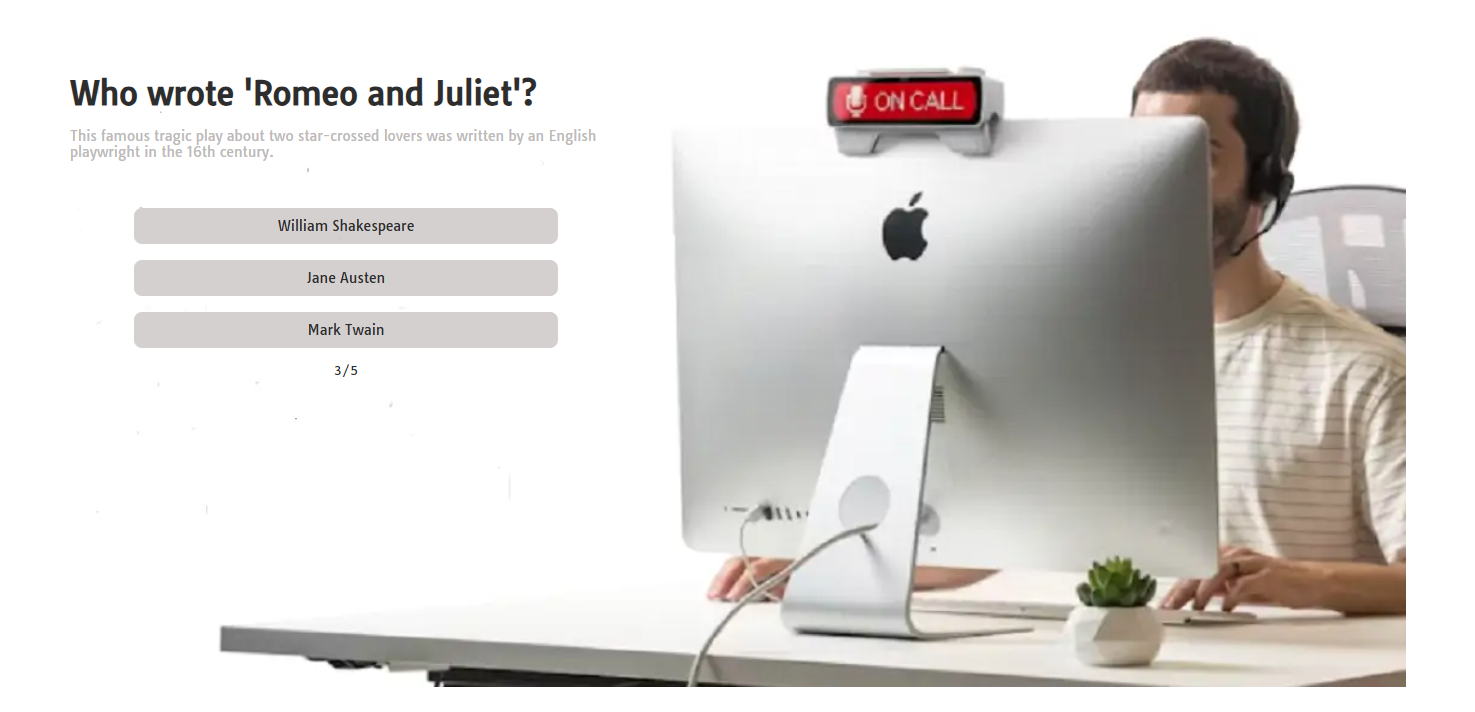 Who wrote 'Romeo and Juliet'?
This famous tragic play about two star-crossed lovers was written by an English
playwright in the 16th century.
William Shakespeare
Jane Austen
Mark Twain
3/5
ON CALL